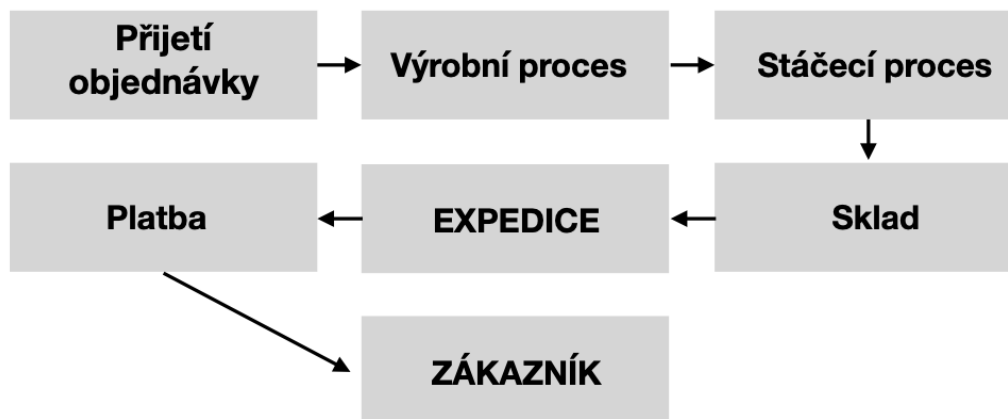 Přijetí
objednávky
Výrobní proces
Stáčecí proces
Platba
EXPEDICE
Sklad
ZÁKAZNÍK